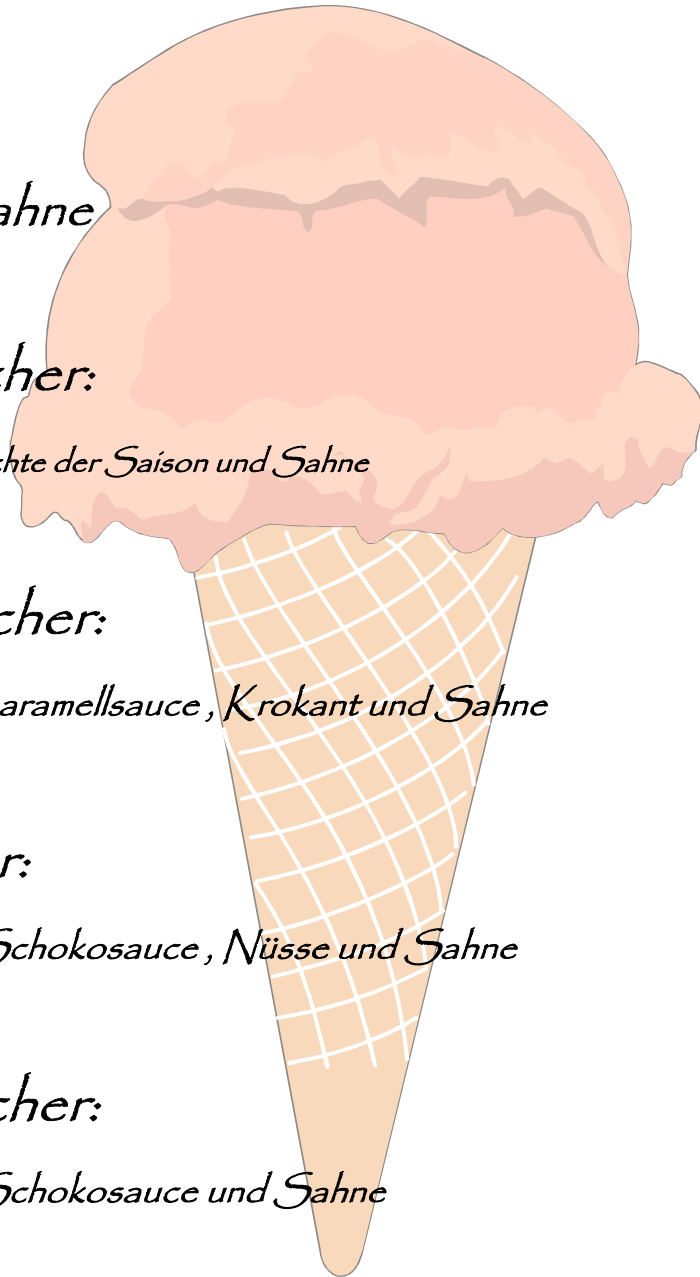 ahne
cher:
chte der Saison und Sahne
cher:
aramellsauce , Krokant und Sahne
r:
Schokosauce , Nüsse und Sahne
cher:
Schokosauce und Sahne